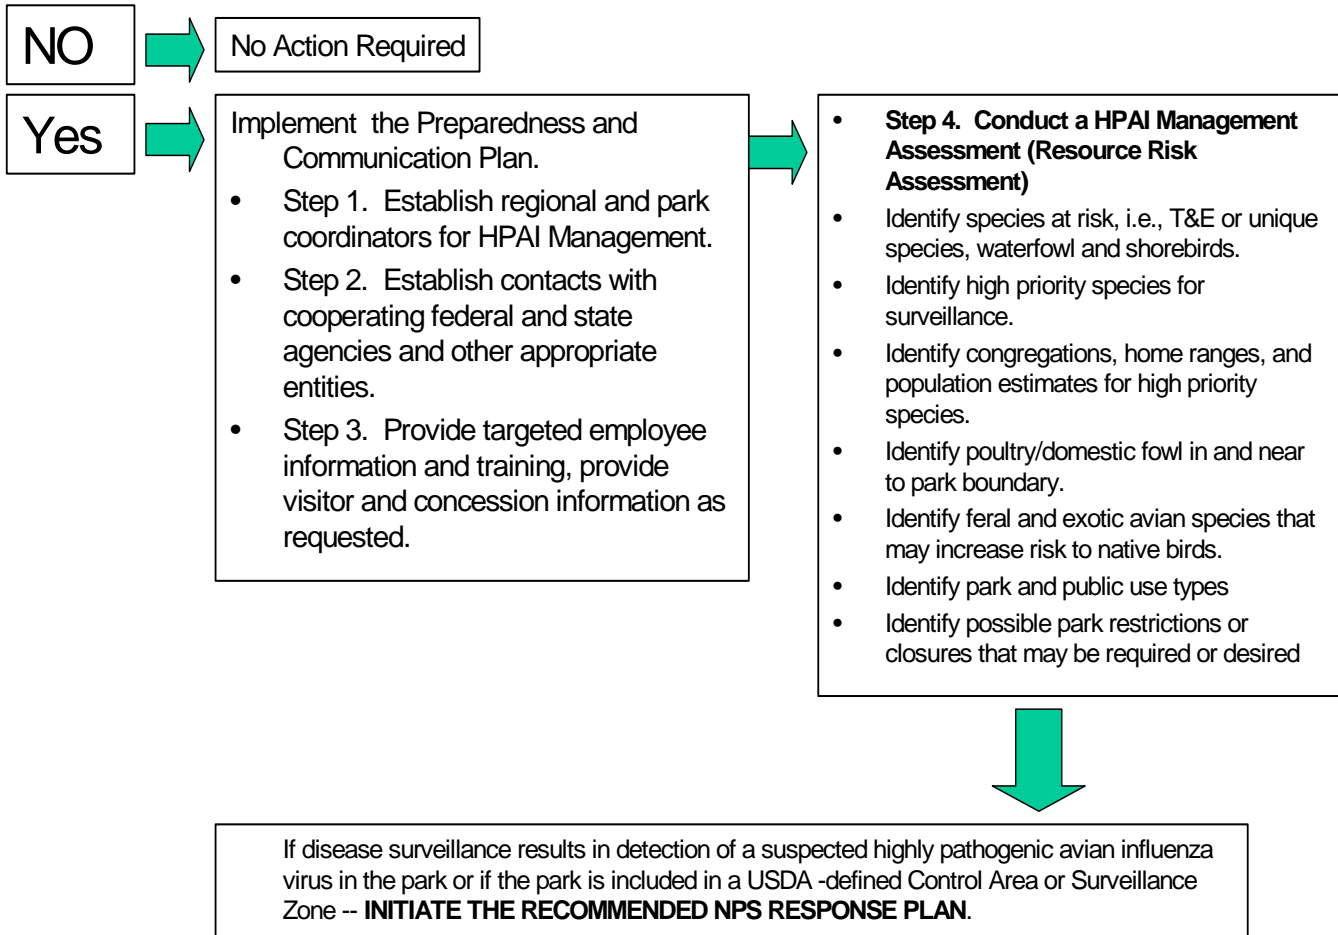 NO
No Action Required
Yes
Implement the Preparedness and
Communication Plan.
• Step 1. Establish regional and park
coordinators for HPAI Management.
• Step 2. Establish contacts with
cooperating federal and state
agencies and other appropriate
entities.
• Step 3. Provide targeted employee
information and training, provide
visitor and concession information as
requested.
• Step 4. Conduct a HPAI Management
Assessment (Resource Risk
Assessment)
• Identify species at risk, i.e., T&E or unique
species, waterfowl and shorebirds.
• Identify high priority species for
surveillance.
• Identify congregations, home ranges, and
population estimates for high priority
species.
• Identify poultry/domestic fowl in and near
to park boundary.
• Identify feral and exotic avian species that
may increase risk to native birds.
• Identify park and public use types
• Identify possible park restrictions or
closures that may be required or desired
If disease surveillance results in detection of a suspected highly pathogenic avian influenza
virus in the park or if the park is included in a USDA -defined Control Area or Surveillance
Zone -- INITIATE THE RECOMMENDED NPS RESPONSE PLAN.